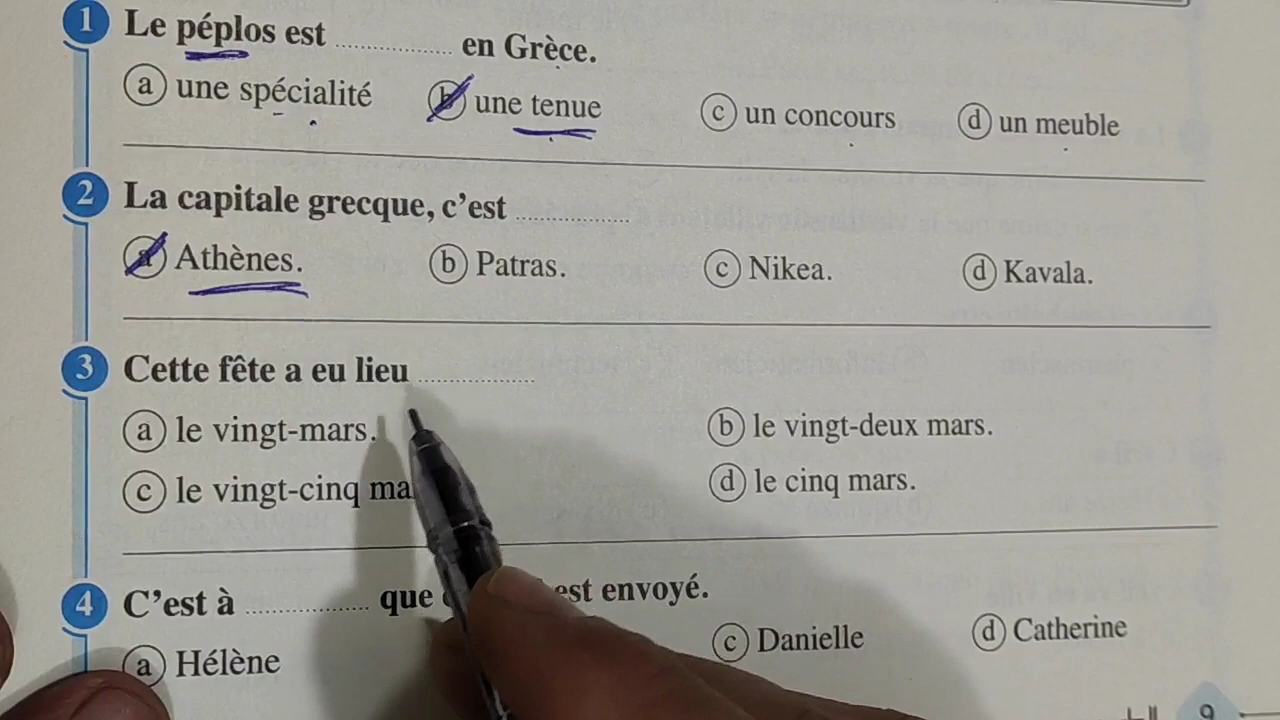 1 Le péplos est .................. en Grèce.
a une spécialité b une tenue c un concours d un meuble
2 La capitale grecque, c'est ..................
a Athènes. b Patras. c Nikea. d Kavala.
3 Cette fête a eu lieu ..................
a le vingt-mars. b le vingt-deux mars.
c le vingt-cinq ma d le cinq mars.
4 C'est à .................. que est envoyé.
a Hélène c Danielle d Catherine
9